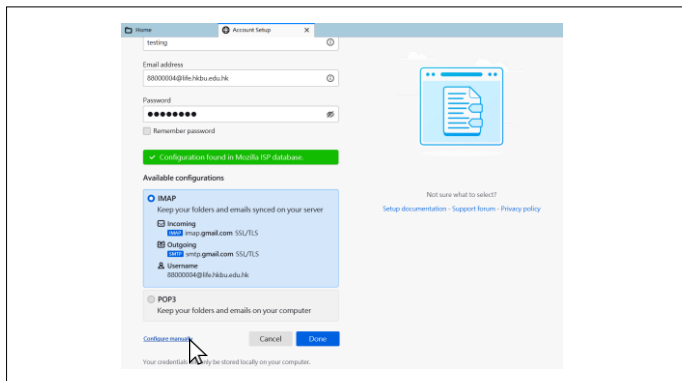 Home
Account Setup
testing
Email address
88000004@life.hkbu.edu.hk
Password
Remember password
Configuration found in Mozilla ISP database.
Available configurations
IMAP
Keep your folders and emails synced on your server
Incoming
IMAP imap.gmail.com SSL/TLS
Outgoing
SMTP smtp.gmail.com SSL/TLS
Username
88000004@life.hkbu.edu.hk
POP3
Keep your folders and emails on your computer
Configure manually
Cancel
Done
Your credentials will only be stored locally on your computer.
Not sure what to select?
Setup documentation - Support forum - Privacy policy